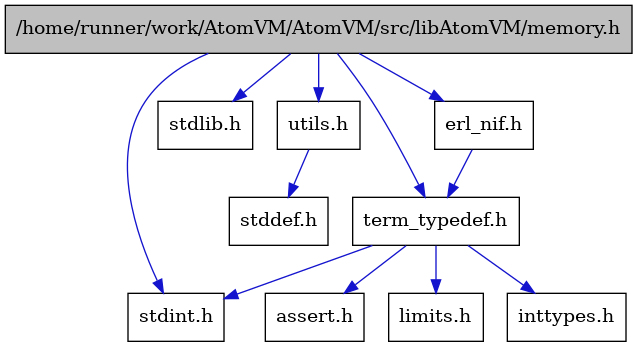 /home/runner/work/AtomVM/AtomVM/src/libAtomVM/memory.h
stdlib.h
utils.h
erl_nif.h
stddef.h
term_typedef.h
stdint.h
assert.h
limits.h
inttypes.h